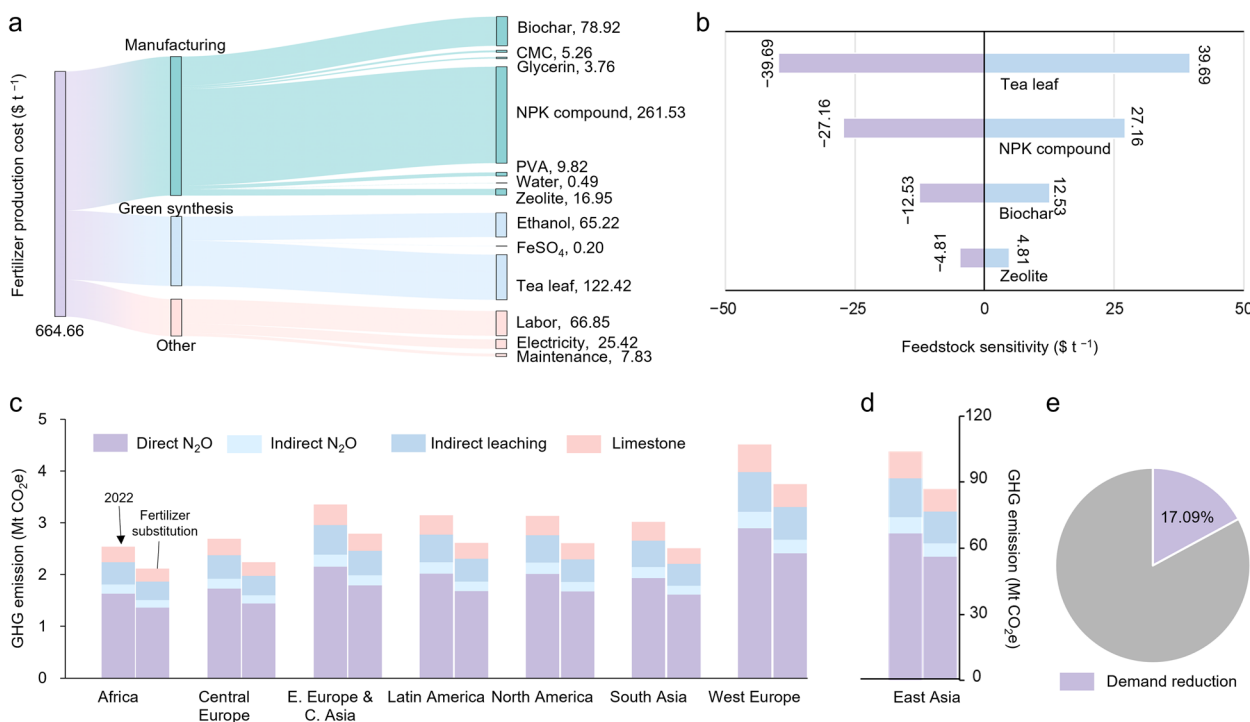 a
Fertilizer production cost ($ t⁻¹)
664.66
Manufacturing
Green synthesis
Other
Biochar, 78.92
CMC, 5.26
Glycerin, 3.76
NPK compound, 261.53
PVA, 9.82
Water, 0.49
Zeolite, 16.95
Ethanol, 65.22
FeSO₄, 0.20
Tea leaf, 122.42
Labor, 66.85
Electricity, 25.42
Maintenance, 7.83
b
−39.69
39.69
Tea leaf
−27.16
27.16
NPK compound
−12.53
12.53
Biochar
−4.81
4.81
Zeolite
−50
−25
0
25
50
Feedstock sensitivity ($ t⁻¹)
c
GHG emission (Mt CO₂e)
5
4
3
2
1
0
Direct N₂O
Indirect N₂O
Indirect leaching
Limestone
2022
Fertilizer
substitution
Africa
Central
Europe
E. Europe &
C. Asia
Latin America
North America
South Asia
West Europe
d
120
90
60
30
0
GHG emission (Mt CO₂e)
East Asia
e
17.09%
Demand reduction